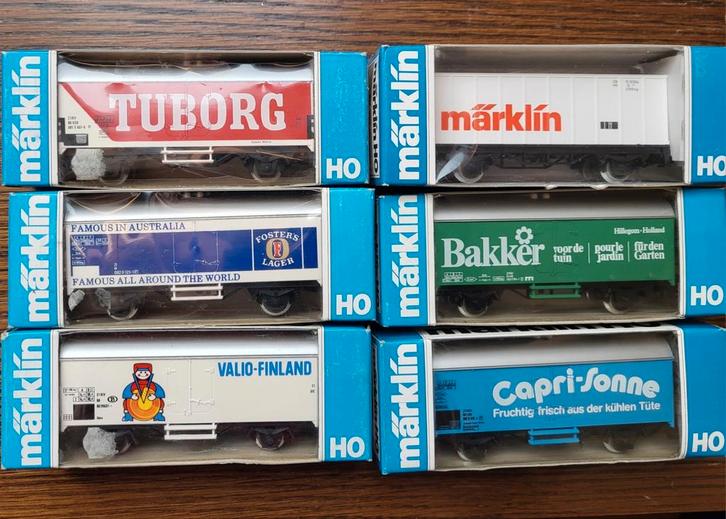 märklin
TUBORG
HO
märklin
märklin
HO
märklin
FAMOUS IN AUSTRALIA
FOSTER'S
F
LAGER
FAMOUS ALL AROUND THE WORLD
HO
märklin
Hillegom-Holland
Bakker
voor de tuin
pour le jardin
für den Garten
HO
märklin
VALIO-FINLAND
V
HO
märklin
Capri-Sonne
Fruchtig-frisch aus der kühlen Tüte
HO